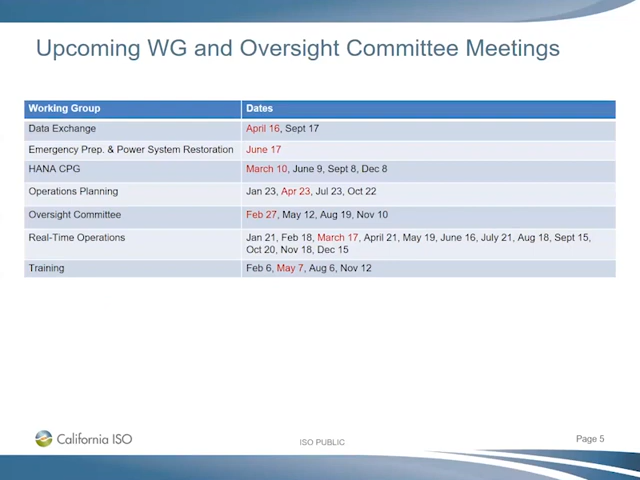 Upcoming WG and Oversight Committee Meetings
Working Group Dates
Data Exchange April 16, Sept 17
Emergency Prep. & Power System Restoration June 17
HANA CPG March 10, June 9, Sept 8, Dec 8
Operations Planning Jan 23, Apr 23, Jul 23, Oct 22
Oversight Committee Feb 27, May 12, Aug 19, Nov 10
Real-Time Operations Jan 21, Feb 18, March 17, April 21, May 19, June 16, July 21, Aug 18, Sept 15,
Oct 20, Nov 18, Dec 15
Training Feb 6, May 7, Aug 6, Nov 12
California ISO
ISO PUBLIC
Page 5